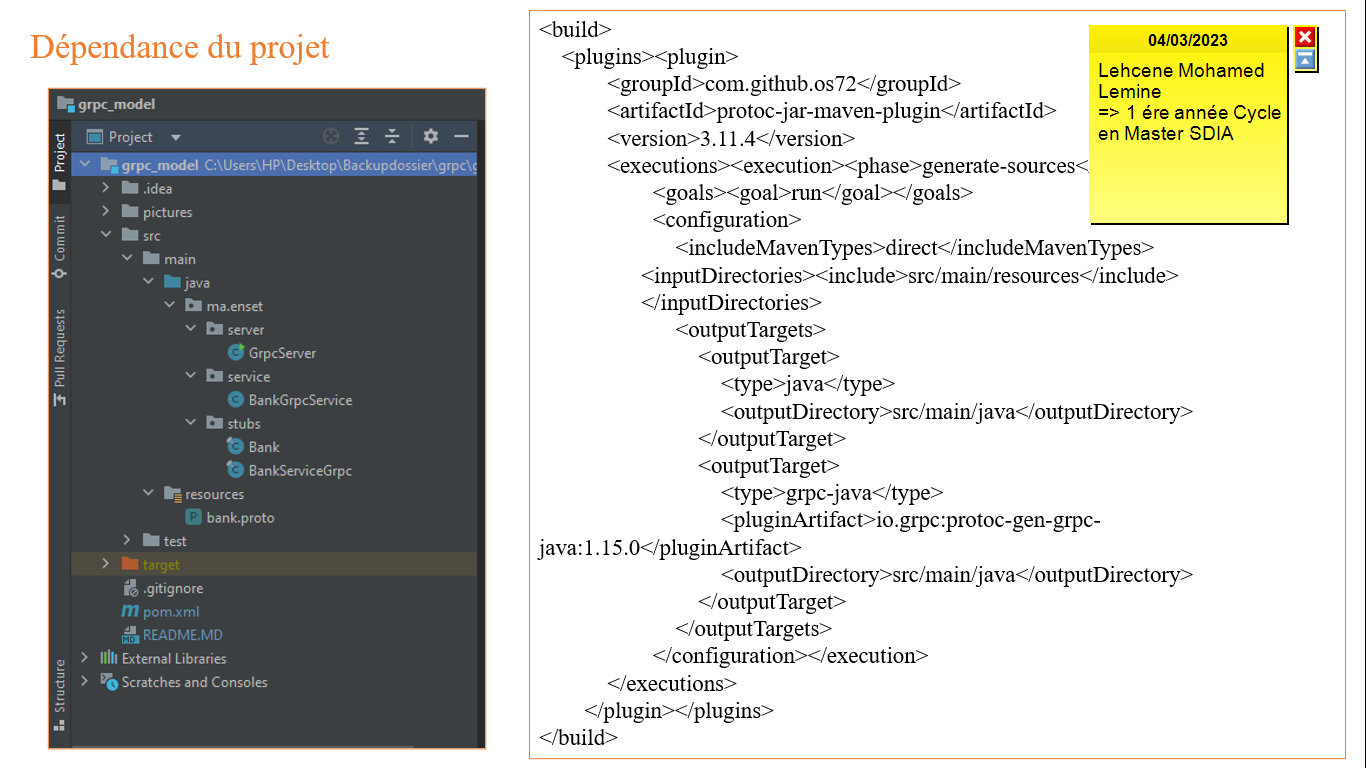 Dépendance du projet
grpc_model
Project
Project
grpc_model C:\Users\HP\Desktop\Backupdossier\grpc\g
.idea
pictures
src
main
java
ma.enset
server
GrpcServer
service
BankGrpcService
stubs
Bank
BankServiceGrpc
resources
bank.proto
test
target
.gitignore
pom.xml
README.MD
External Libraries
Scratches and Consoles
Commit
Pull Requests
Structure
<build>
<plugins><plugin>
<groupId>com.github.os72</groupId>
<artifactId>protoc-jar-maven-plugin</artifactId>
<version>3.11.4</version>
<executions><execution><phase>generate-sources<
<goals><goal>run</goal></goals>
<configuration>
<includeMavenTypes>direct</includeMavenTypes>
<inputDirectories><include>src/main/resources</include>
</inputDirectories>
<outputTargets>
<outputTarget>
<type>java</type>
<outputDirectory>src/main/java</outputDirectory>
</outputTarget>
<outputTarget>
<type>grpc-java</type>
<pluginArtifact>io.grpc:protoc-gen-grpc-
java:1.15.0</pluginArtifact>
<outputDirectory>src/main/java</outputDirectory>
</outputTarget>
</outputTargets>
</configuration></execution>
</executions>
</plugin></plugins>
</build>
04/03/2023
Lehcene Mohamed
Lemine
=> 1 ére année Cycle
en Master SDIA